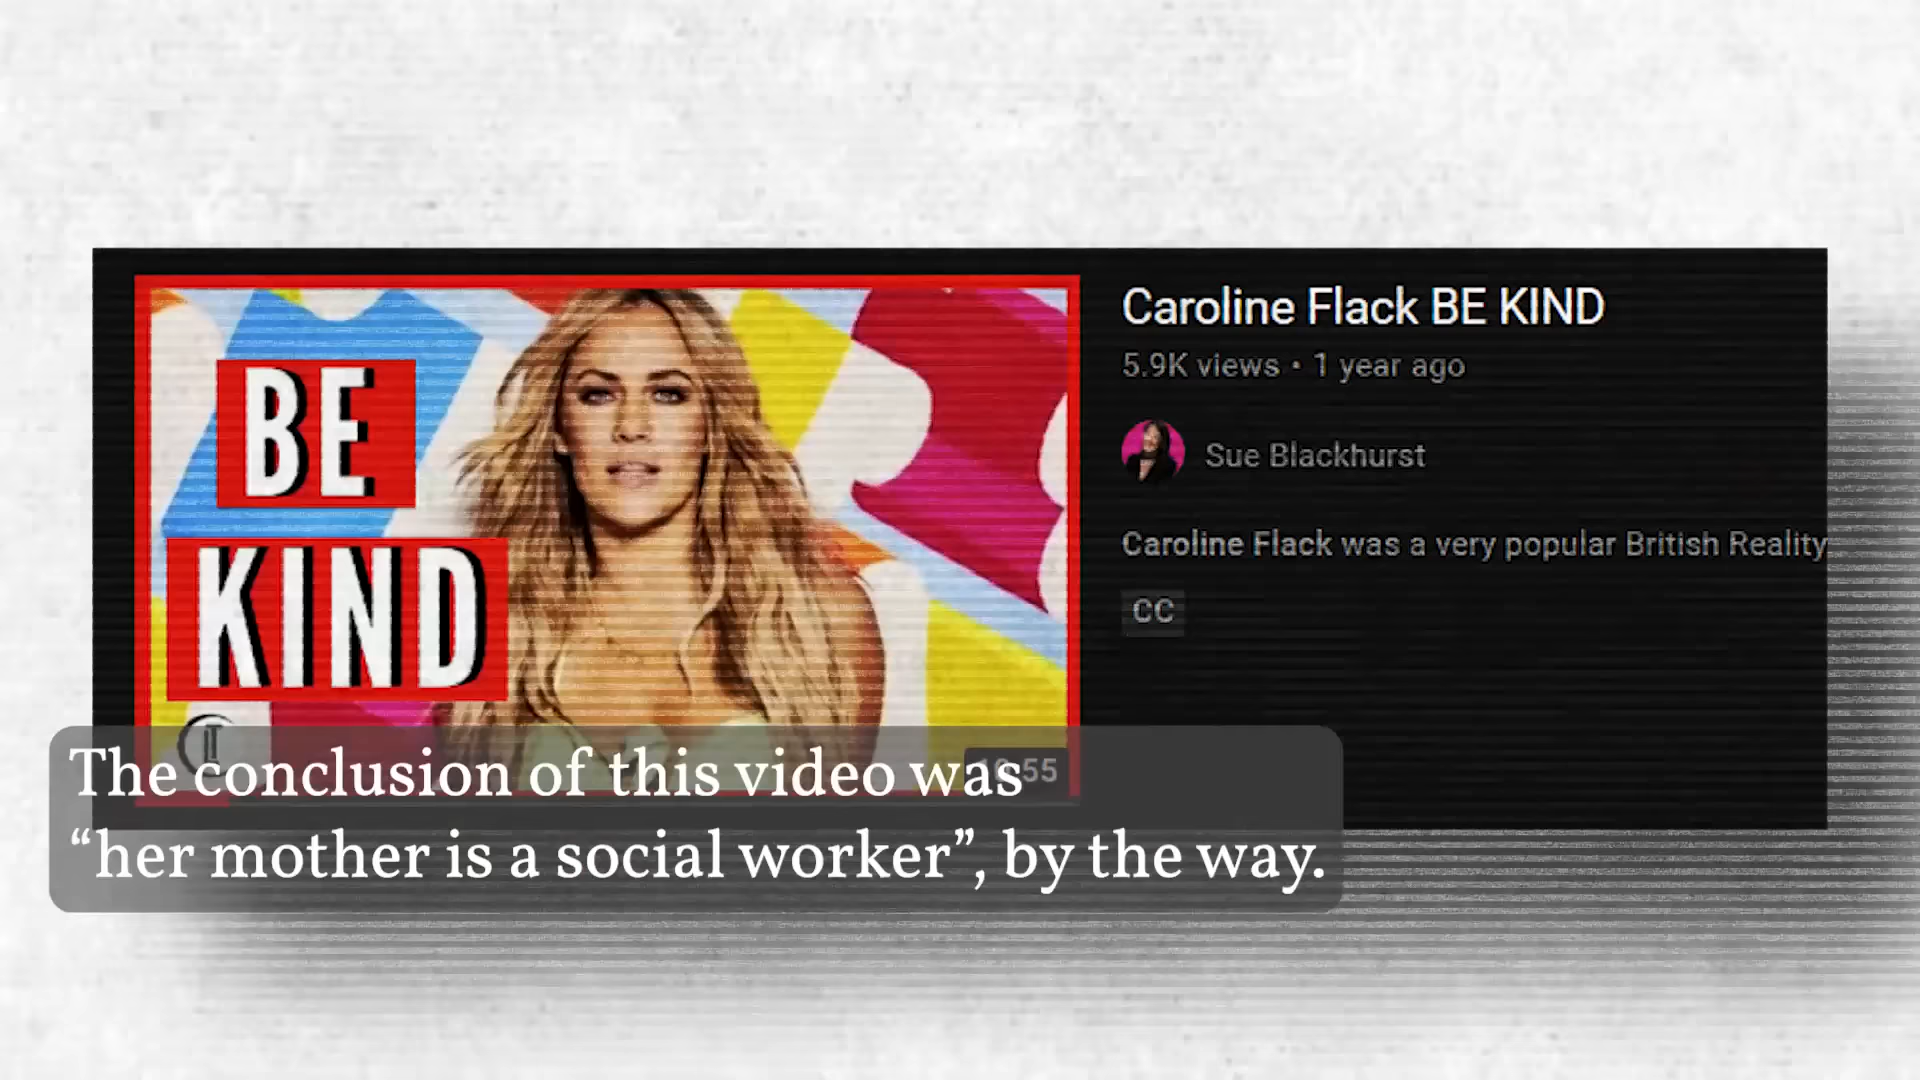 BE
KIND
Caroline Flack BE KIND
5.9K views • 1 year ago
Sue Blackhurst
Caroline Flack was a very popular British Reality
CC
The conclusion of this video was
“her mother is a social worker”, by the way.